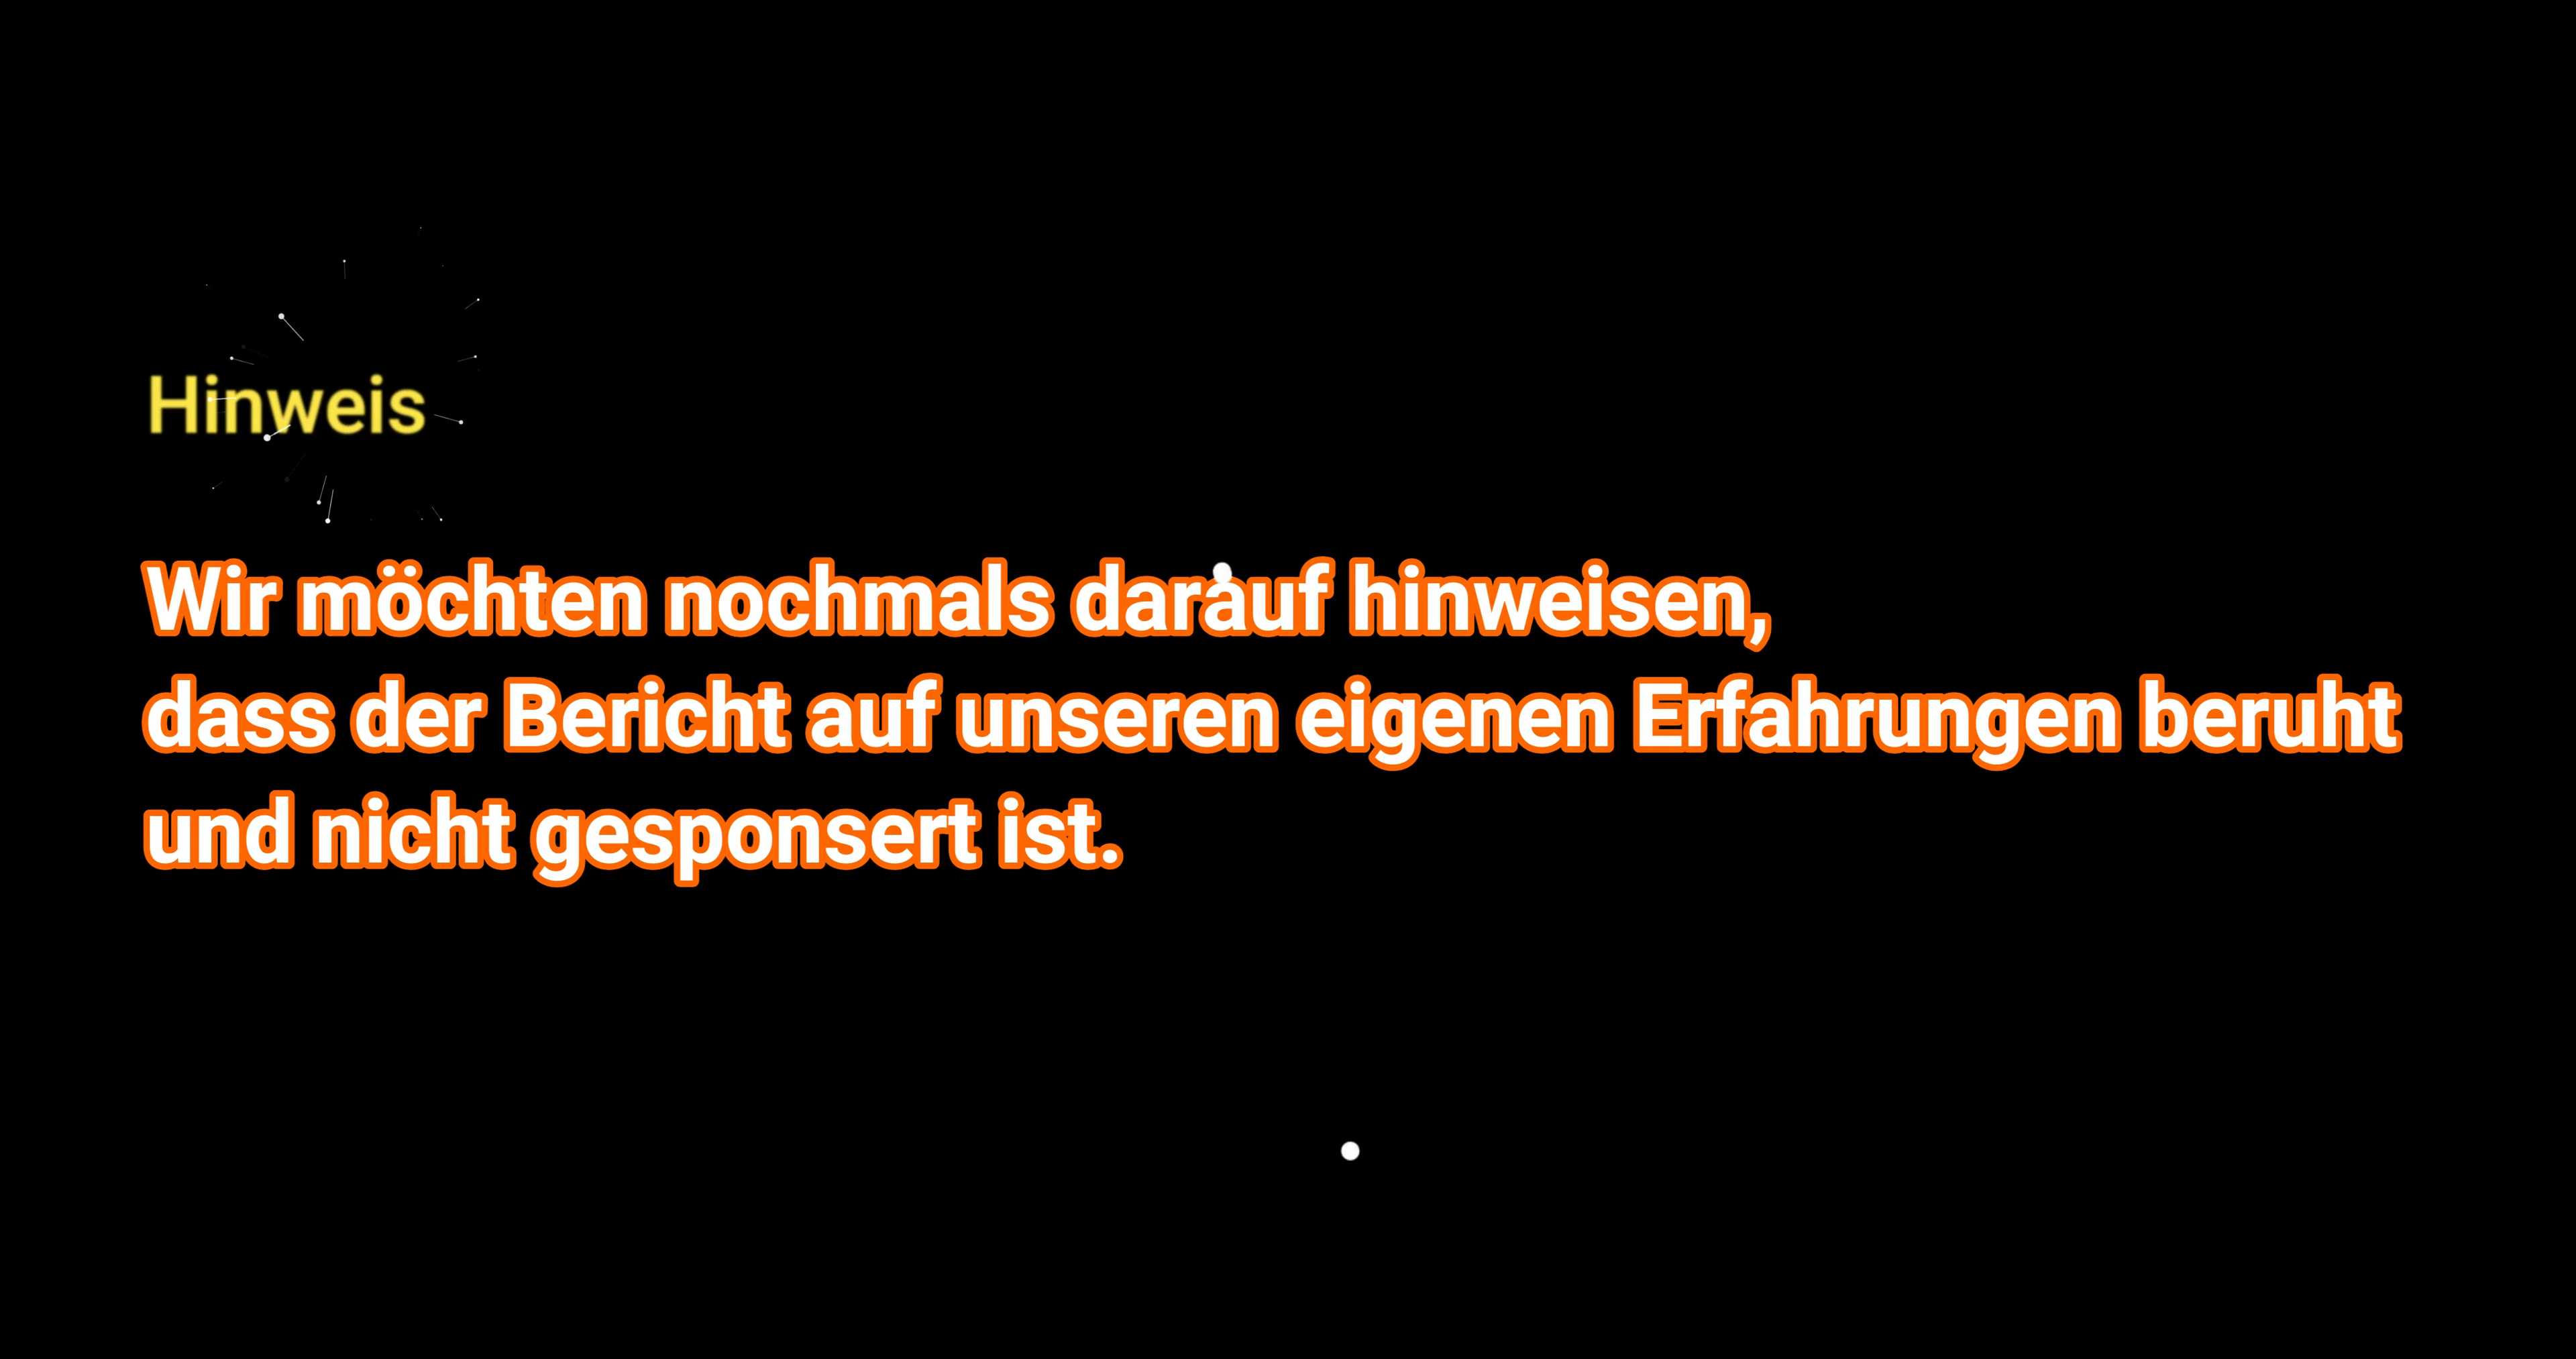 Hinweis
Wir möchten nochmals darauf hinweisen,
dass der Bericht auf unseren eigenen Erfahrungen beruht
und nicht gesponsert ist.